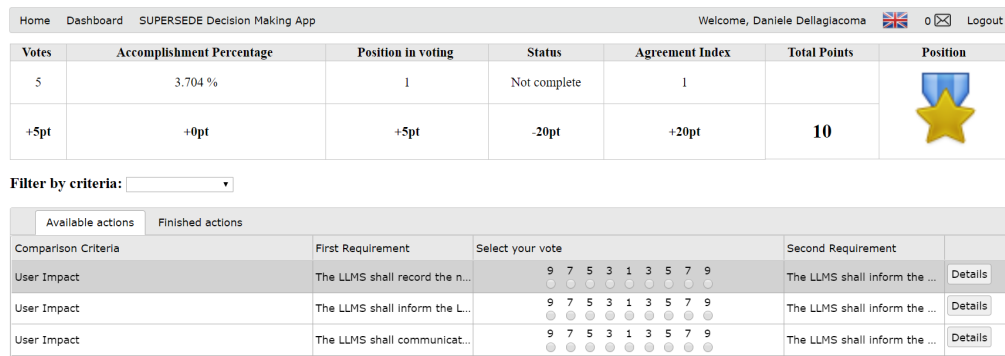 Home Dashboard SUPERSEDE Decision Making App Welcome, Daniele Dellagiacoma 0 Logout
Votes Accomplishment Percentage Position in voting Status Agreement Index Total Points Position
5 3.704 % 1 Not complete 1
+5pt +0pt +5pt -20pt +20pt 10
Filter by criteria:
Available actions Finished actions
Comparison Criteria First Requirement Select your vote Second Requirement
User Impact The LLMS shall record the n... 9 7 5 3 1 3 5 7 9 The LLMS shall inform the ... Details
User Impact The LLMS shall inform the L... 9 7 5 3 1 3 5 7 9 The LLMS shall inform the ... Details
User Impact The LLMS shall communicat... 9 7 5 3 1 3 5 7 9 The LLMS shall inform the ... Details